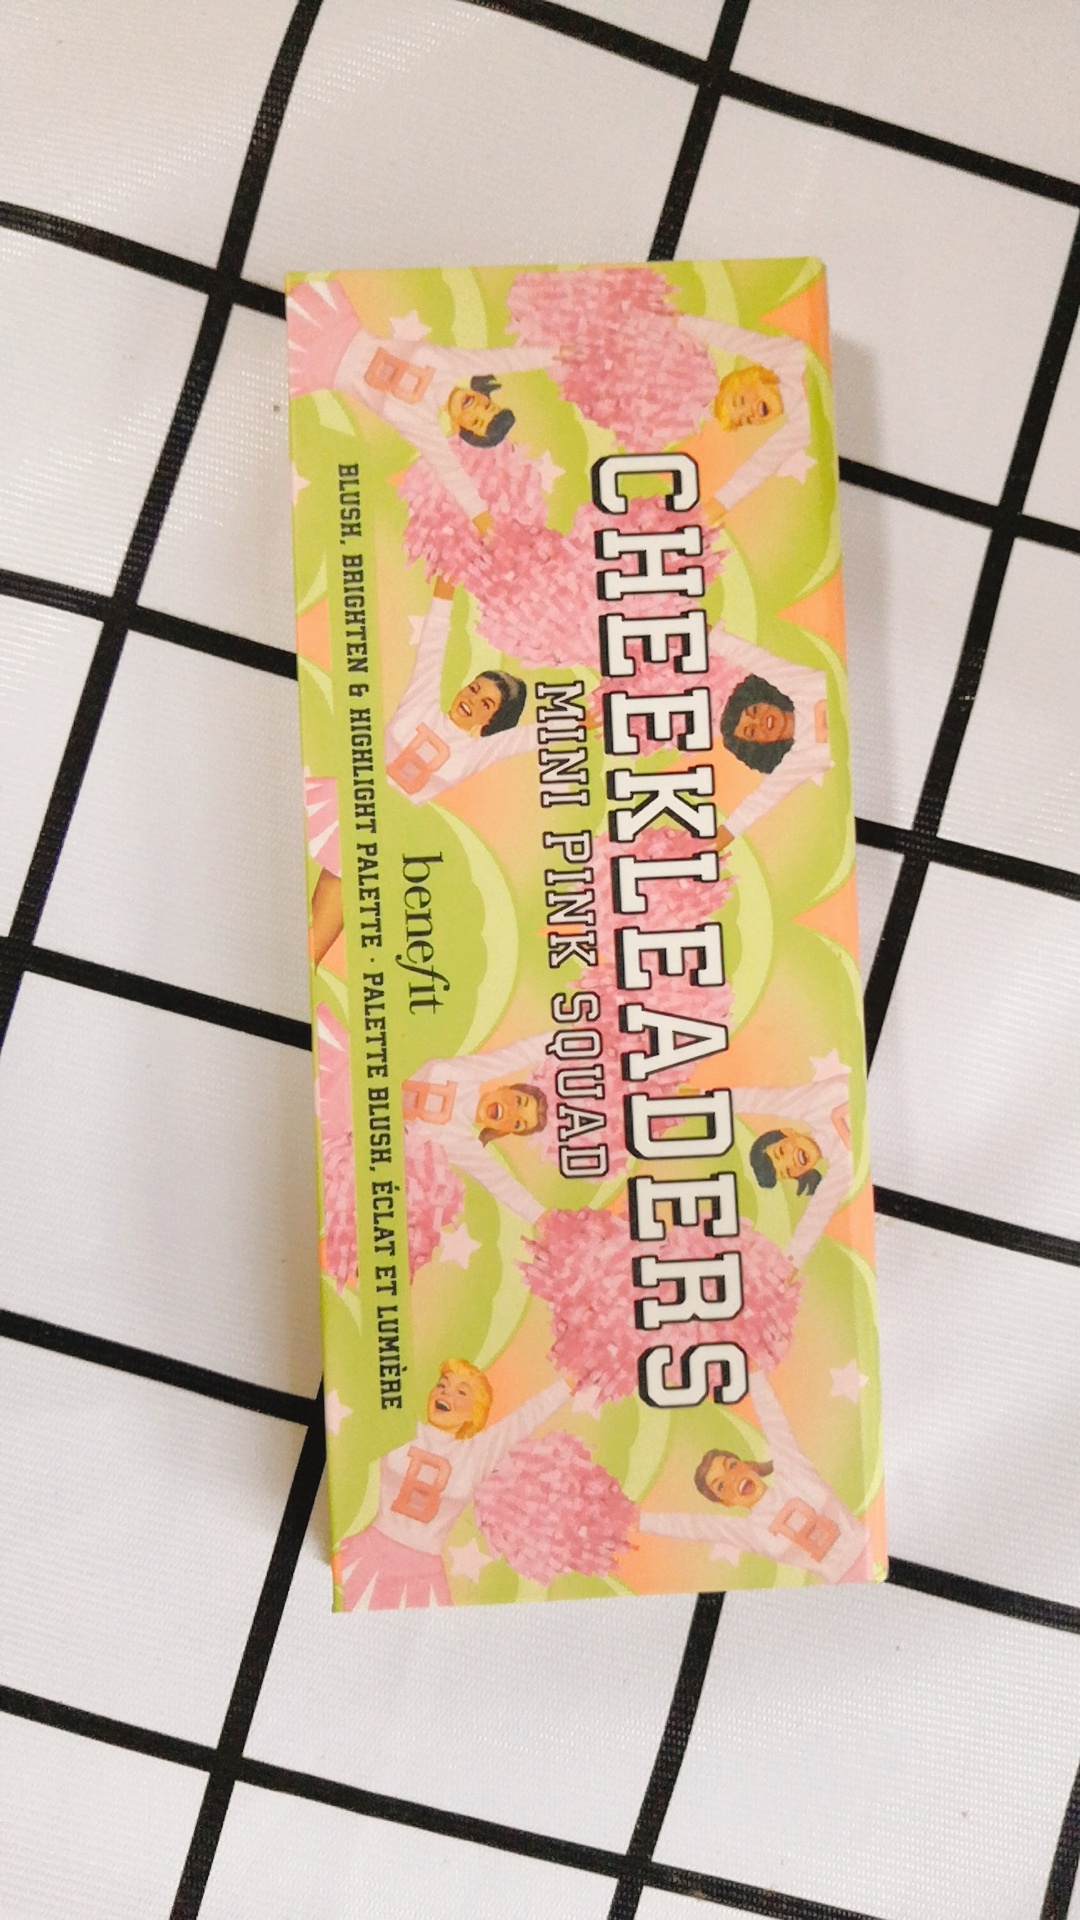 CHEEKLEADERS
MINI PINK SQUAD
benefit
BLUSH, BRIGHTEN & HIGHLIGHT PALETTE · PALETTE BLUSH, ÉCLAT ET LUMIÈRE
B
B
B
B
B